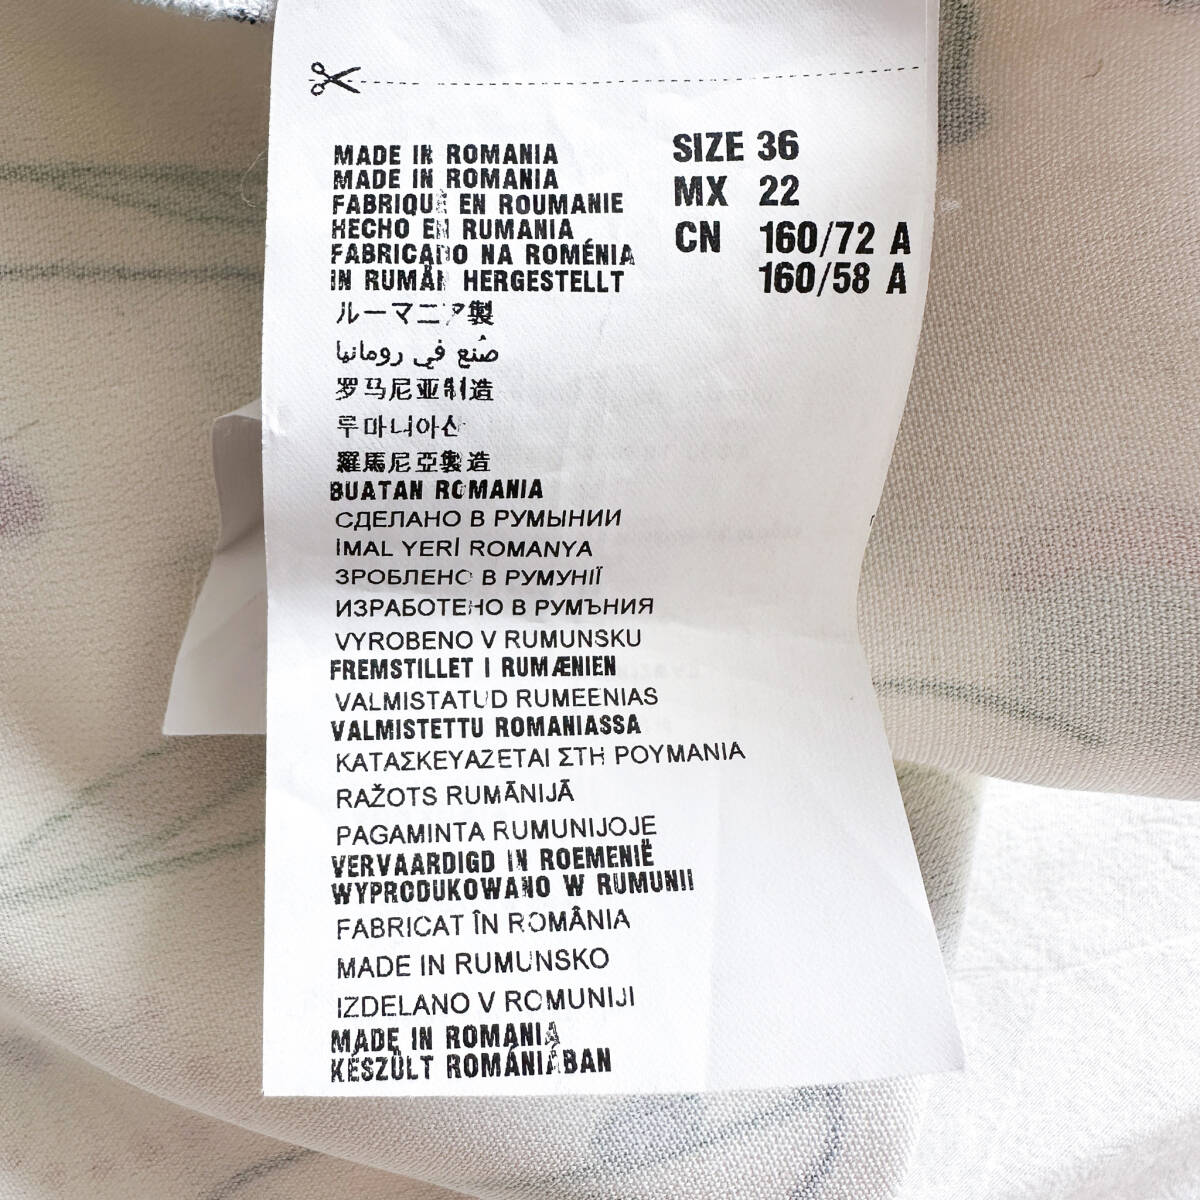 MADE IN ROMANIA
MADE IN ROMANIA
FABRIQUÉ EN ROUMANIE
HECHO EN RUMANIA
FABRICADO NA ROMÉNIA
IN RUMÄN HERGESTELLT
ルーマニア製
صُنع في رومانيا
罗马尼亚制造
루마니아산
羅馬尼亞製造
BUATAN ROMANIA
СДЕЛАНО В РУМЫНИИ
İMAL YERİ ROMANYA
ЗРОБЛЕНО В РУМУНІЇ
ИЗРАБОТЕНО В РУМЪНИЯ
VYROBENO V RUMUNSKU
FREMSTILLET I RUMÆNIEN
VALMISTATUD RUMEENIAS
VALMISTETTU ROMANIASSA
ΚΑΤΑΣΚΕΥΑΖΕΤΑΙ ΣΤΗ ΡΟΥΜΑΝΙΑ
RAŽOTS RUMĀNIJĀ
PAGAMINTA RUMUNIJOJE
VERVAARDIGD IN ROEMENIË
WYPRODUKOWANO W RUMUNII
FABRICAT ÎN ROMÂNIA
MADE IN RUMUNSKO
IZDELANO V ROMUNIJI
MADE IN ROMANIA
KÉSZÜLT ROMÁNIÁBAN
SIZE 36
MX 22
CN 160/72 A
160/58 A